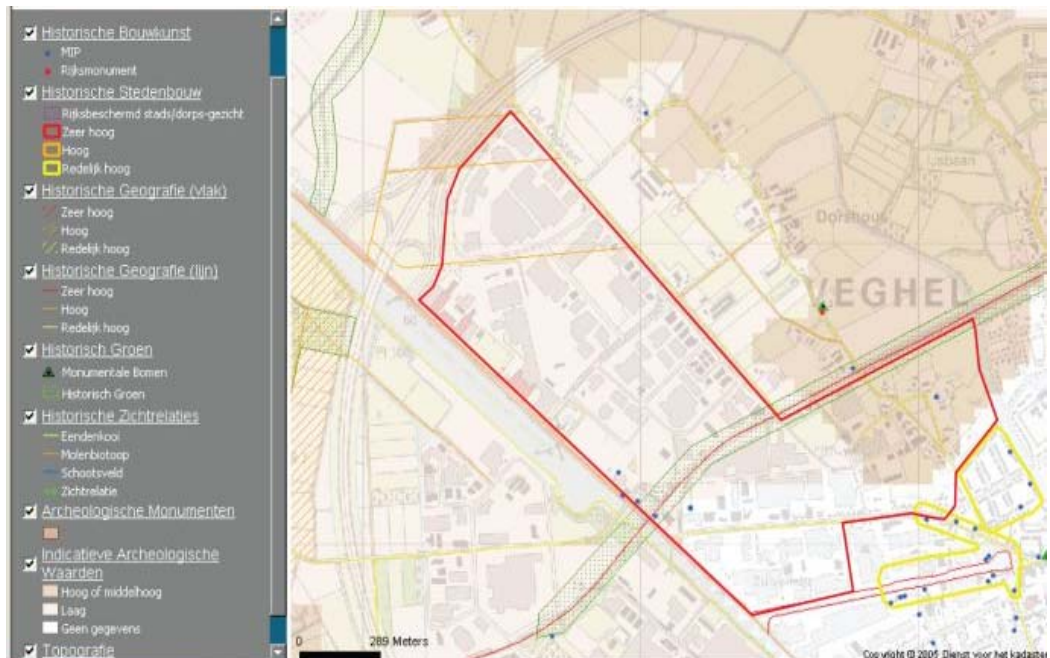 Historische Bouwkunst
MIP
Rijksmonument
Historische Stedenbouw
Rijksbeschermd stads/dorps-gezicht
Zeer hoog
Hoog
Redelijk hoog
Historische Geografie (vlak)
Zeer hoog
Hoog
Redelijk hoog
Historische Geografie (lijn)
Zeer hoog
Hoog
Redelijk hoog
Historisch Groen
Monumentale Bomen
Historisch Groen
Historische Zichtrelaties
Eendenkooi
Molenbiotoop
Schootsveld
Zichtrelatie
Archeologische Monumenten
Indicatieve Archeologische
Waarden
Hoog of middelhoog
Laag
Geen gegevens
Topografie
Dorshout
VEGHEL
0 289 Meters
Copyright © 2005 Dienst voor het kadaster